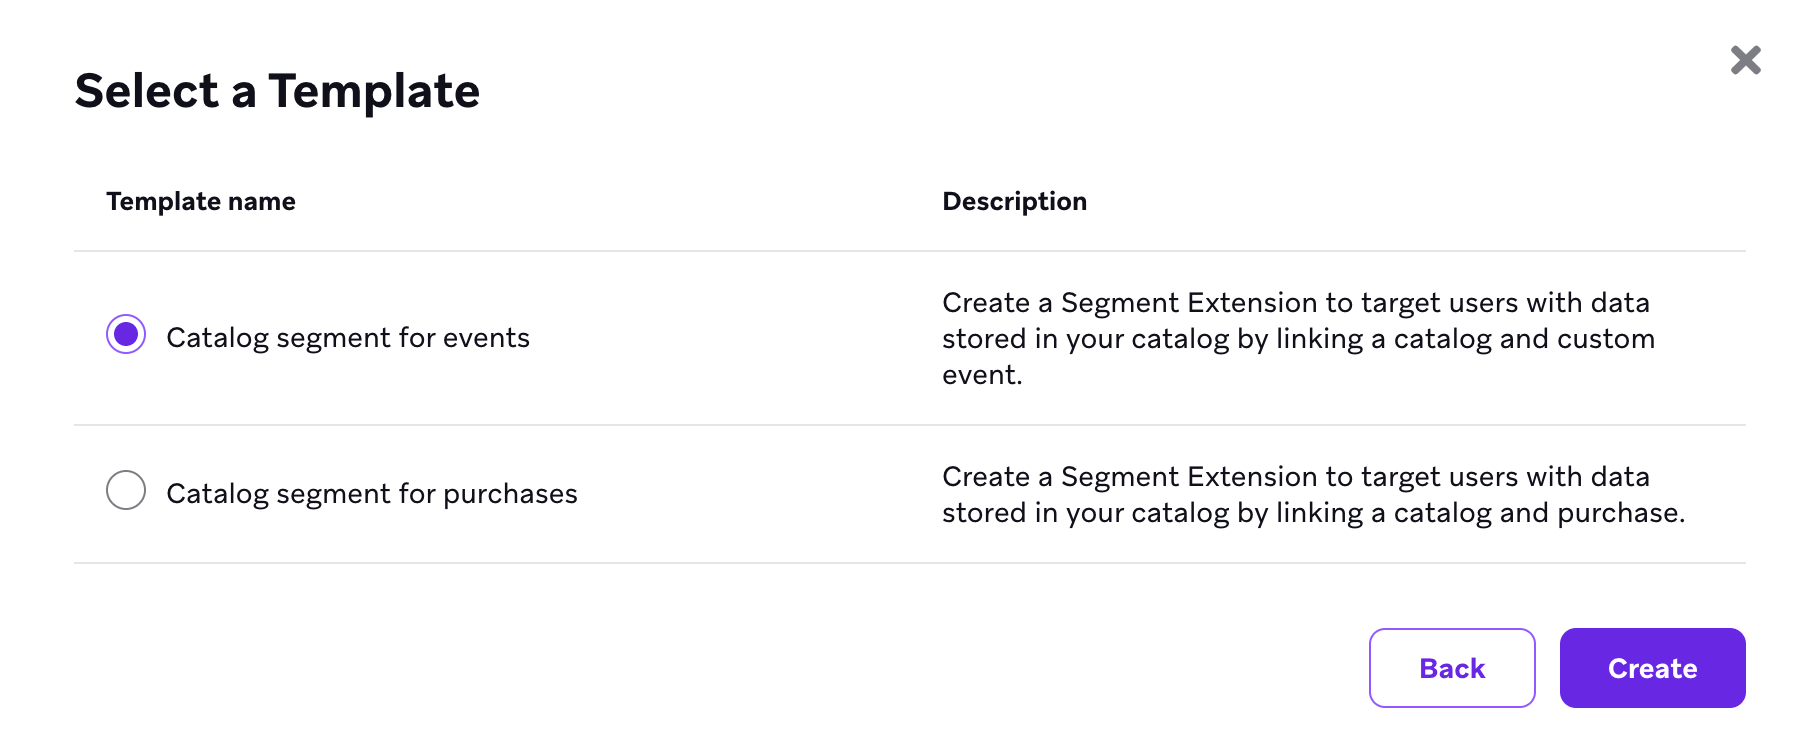 Select a Template
Template name
Description
Catalog segment for events
Create a Segment Extension to target users with data
stored in your catalog by linking a catalog and custom
event.
Catalog segment for purchases
Create a Segment Extension to target users with data
stored in your catalog by linking a catalog and purchase.
Back
Create